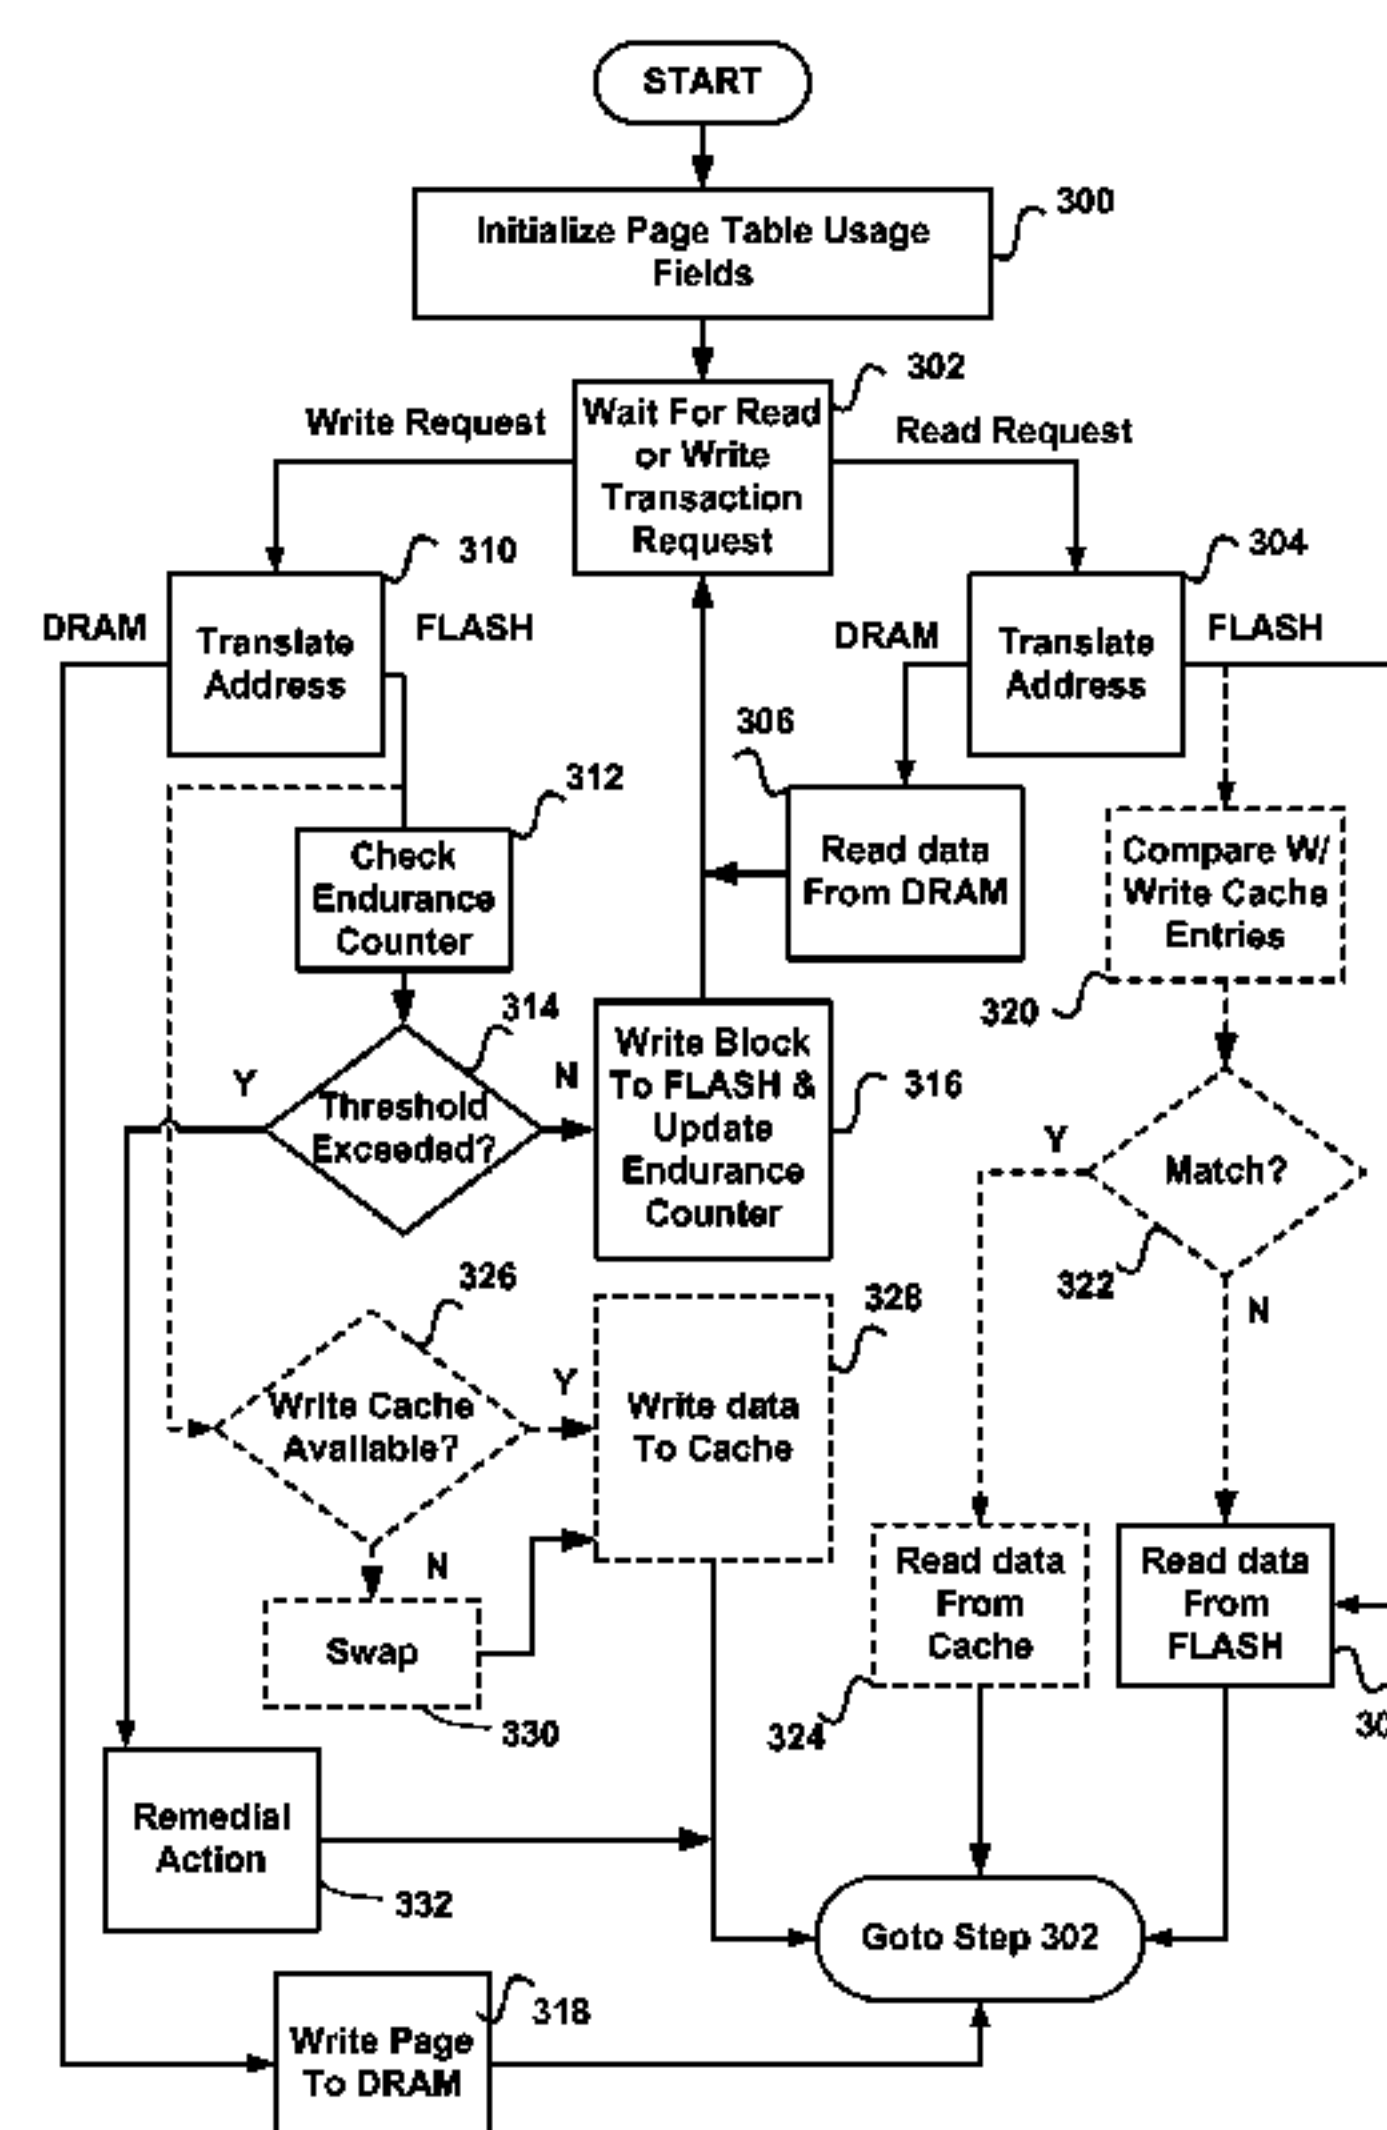 START
Initialize Page Table Usage
Fields
300
302
Wait For Read
or Write
Transaction
Request
Write Request
Read Request
310
304
DRAM
Translate
Address
FLASH
DRAM
Translate
Address
FLASH
306
312
Check
Endurance
Counter
Read data
From DRAM
Compare W/
Write Cache
Entries
320
314
Y
Threshold
Exceeded?
N
Write Block
To FLASH &
Update
Endurance
Counter
316
Y
Match?
322
N
326
328
Write Cache
Available?
Y
Write data
To Cache
N
Swap
330
Read data
From
Cache
324
Read data
From
FLASH
30
Remedial
Action
332
Goto Step 302
318
Write Page
To DRAM